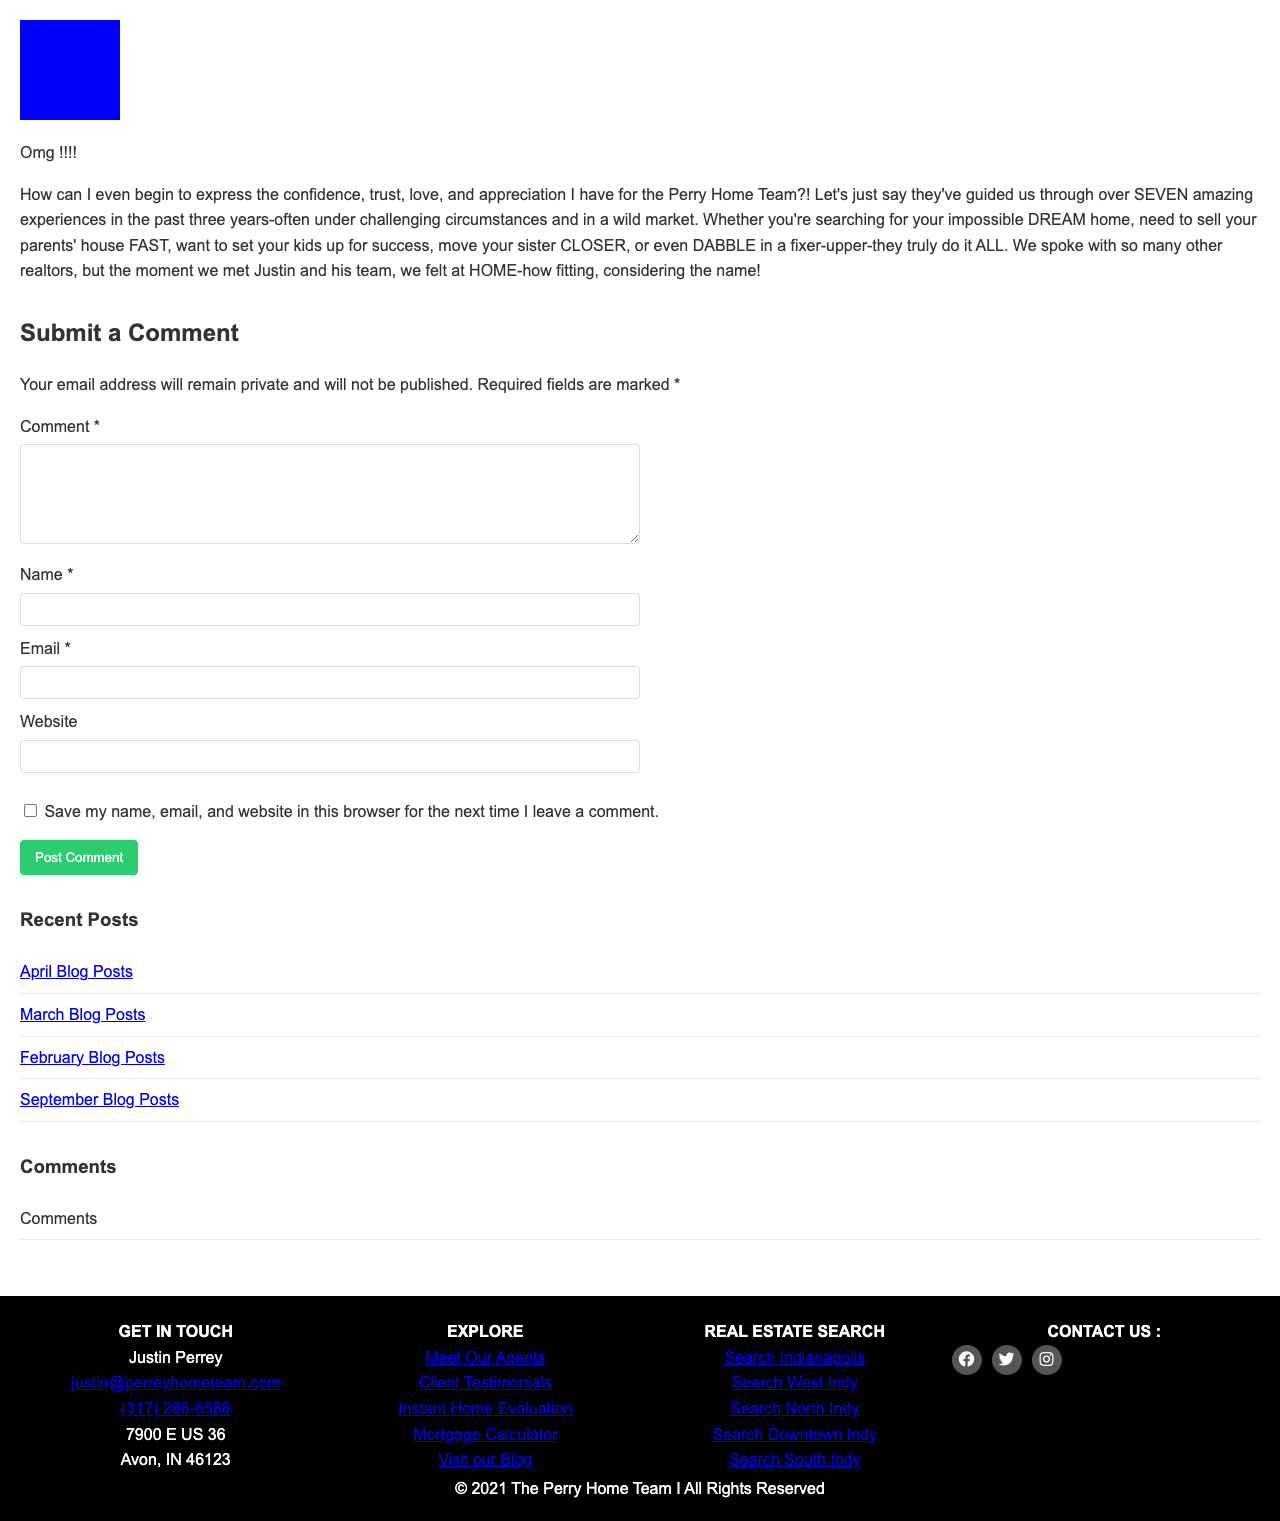 Omg !!!!
How can I even begin to express the confidence, trust, love, and appreciation I have for the Perry Home Team?! Let's just say they've guided us through over SEVEN amazing
experiences in the past three years-often under challenging circumstances and in a wild market. Whether you're searching for your impossible DREAM home, need to sell your
parents' house FAST, want to set your kids up for success, move your sister CLOSER, or even DABBLE in a fixer-upper-they truly do it ALL. We spoke with so many other
realtors, but the moment we met Justin and his team, we felt at HOME-how fitting, considering the name!
Submit a Comment
Your email address will remain private and will not be published. Required fields are marked *
Comment *
Name *
Email *
Website
Save my name, email, and website in this browser for the next time I leave a comment.
Post Comment
Recent Posts
April Blog Posts
March Blog Posts
February Blog Posts
September Blog Posts
Comments
Comments
GET IN TOUCH
Justin Perrey
justin@perreyhometeam.com
(317) 286-6588
7900 E US 36
Avon, IN 46123
EXPLORE
Meet Our Agents
Client Testimonials
Instant Home Evaluation
Mortgage Calculator
Visit our Blog
REAL ESTATE SEARCH
Search Indianapolis
Search West Indy
Search North Indy
Search Downtown Indy
Search South Indy
CONTACT US :
© 2021 The Perry Home Team I All Rights Reserved